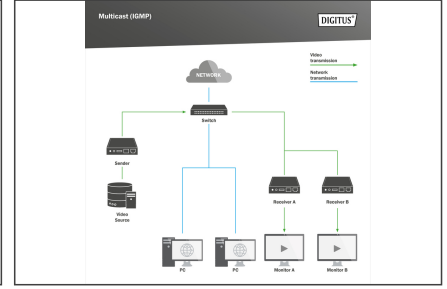 Multicast (IGMP)
DIGITUS®
Video
transmission
Network
transmission
NETWORK
Switch
Sender
Video
Source
Receiver A
Receiver B
PC
PC
Monitor A
Monitor B